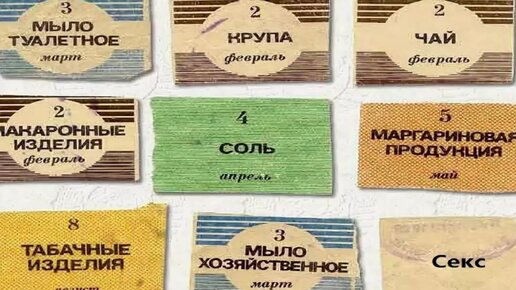 3
МЫЛО
ТУАЛЕТНОЕ
март
2
КРУПА
февраль
2
ЧАЙ
февраль
2
МАКАРОННЫЕ
ИЗДЕЛИЯ
февраль
4
СОЛЬ
апрель
5
МАРГАРИНОВАЯ
ПРОДУКЦИЯ
май
8
ТАБАЧНЫЕ
ИЗДЕЛИЯ
август
3
МЫЛО
ХОЗЯЙСТВЕННОЕ
март
Секс